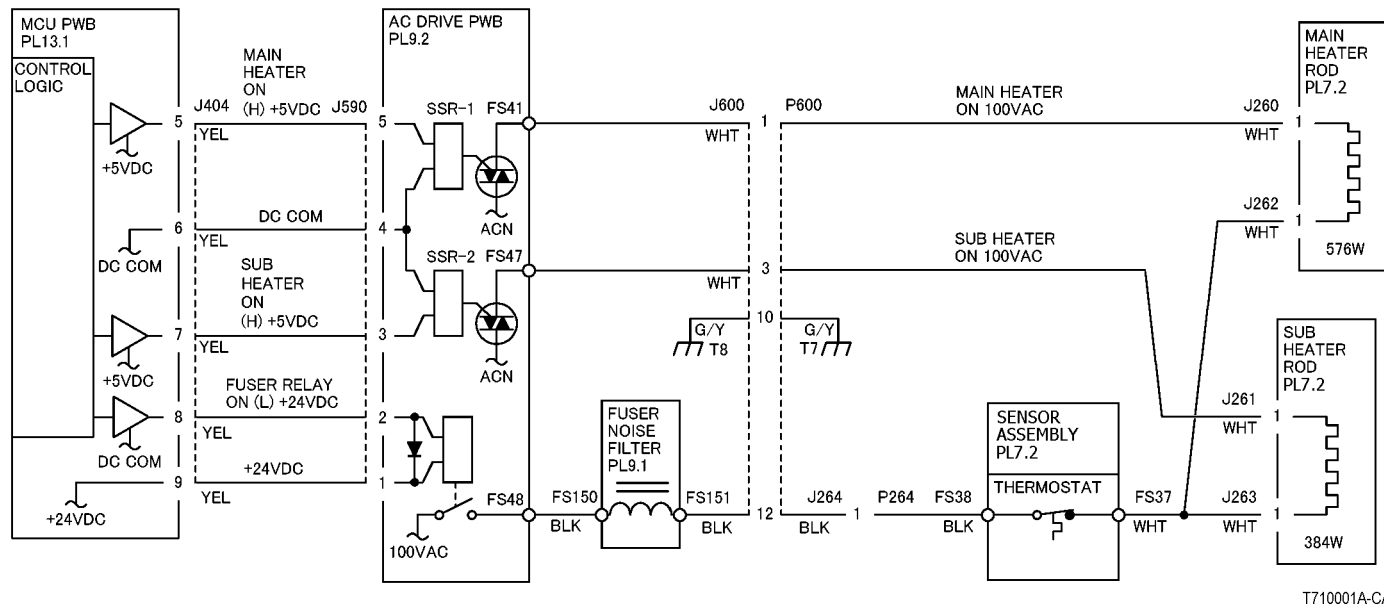 MCU PWB
PL13.1
CONTROL
LOGIC
+5VDC
DC COM
+5VDC
DC COM
+24VDC
5
6
7
8
9
J404
YEL
YEL
YEL
YEL
YEL
MAIN
HEATER
ON
(H) +5VDC
DC COM
SUB
HEATER
ON
(H) +5VDC
FUSER RELAY
ON (L) +24VDC
+24VDC
J590
5
4
3
2
1
AC DRIVE PWB
PL9.2
SSR-1
FS41
ACN
SSR-2
FS47
ACN
FS48
100VAC
BLK
FS150
FUSER
NOISE
FILTER
PL9.1
FS151
BLK
J600
P600
WHT
1
WHT
3
G/Y
T8
10
G/Y
T7
12
MAIN HEATER
ON 100VAC
SUB HEATER
ON 100VAC
J264
BLK
1
P264
FS38
BLK
SENSOR
ASSEMBLY
PL7.2
THERMOSTAT
FS37
WHT
J260
WHT
1
J262
WHT
1
MAIN
HEATER
ROD
PL7.2
576W
J261
WHT
1
J263
WHT
1
SUB
HEATER
ROD
PL7.2
384W